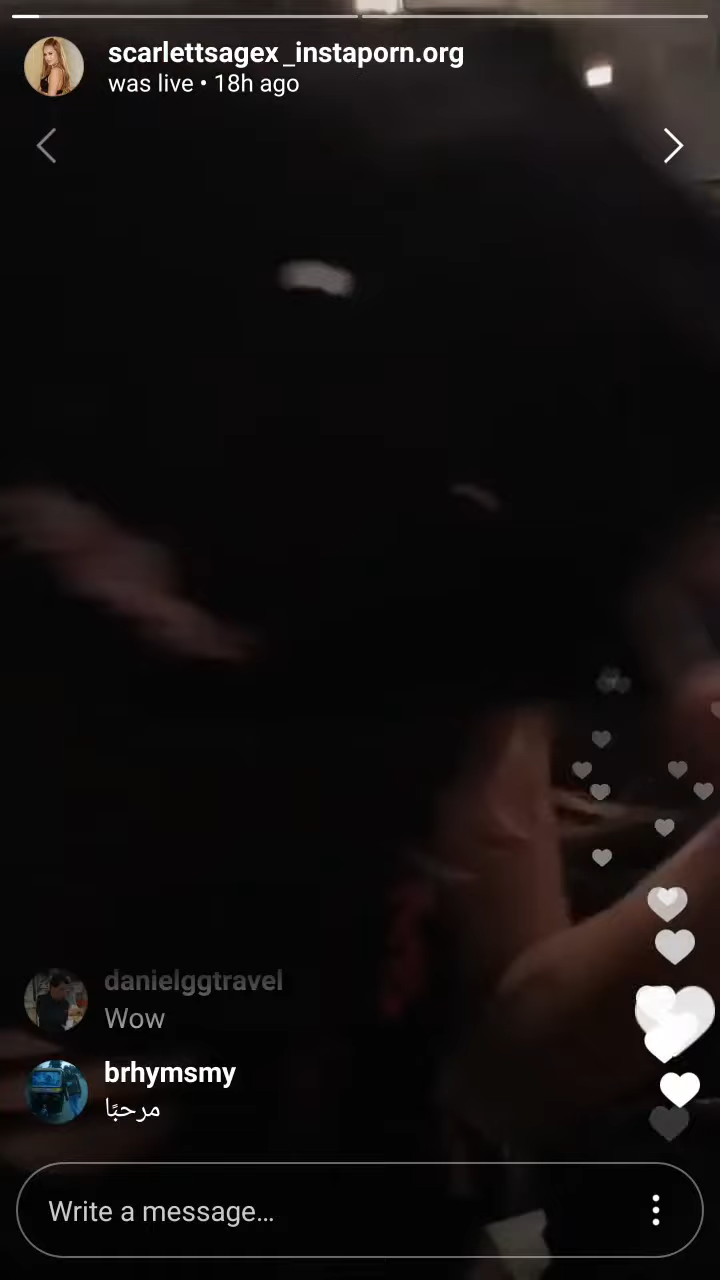 scarlettsagex_instaporn.org
was live • 18h ago
danielggtravel
Wow
brhymsmy
مرحبًا
Write a message...